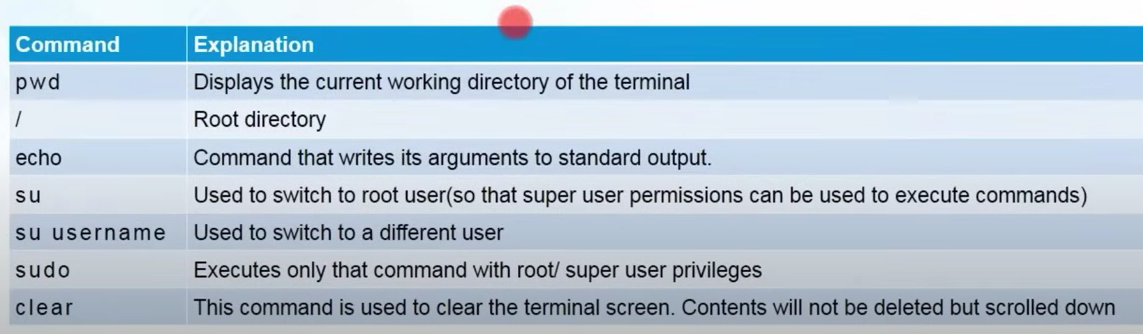 Command Explanation
pwd Displays the current working directory of the terminal
/ Root directory
echo Command that writes its arguments to standard output.
su Used to switch to root user(so that super user permissions can be used to execute commands)
su username Used to switch to a different user
sudo Executes only that command with root/ super user privileges
clear This command is used to clear the terminal screen. Contents will not be deleted but scrolled down